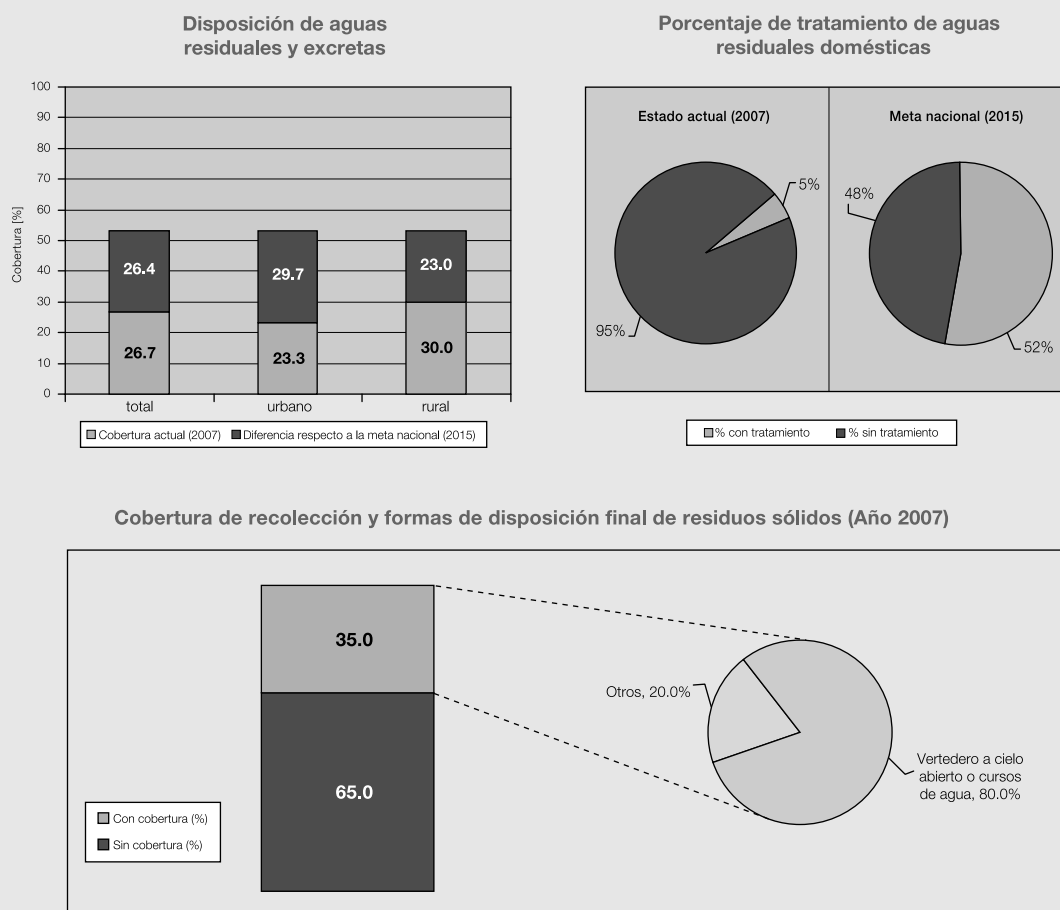 Disposición de aguas
residuales y excretas
Cobertura [%]
100
90
80
70
60
50
40
30
20
10
0
26.4
29.7
23.0
26.7
23.3
30.0
total
urbano
rural
Cobertura actual (2007)
Diferencia respecto a la meta nacional (2015)
Porcentaje de tratamiento de aguas
residuales domésticas
Estado actual (2007)
5%
95%
Meta nacional (2015)
48%
52%
% con tratamiento
% sin tratamiento
Cobertura de recolección y formas de disposición final de residuos sólidos (Año 2007)
35.0
65.0
Con cobertura (%)
Sin cobertura (%)
Otros, 20.0%
Vertedero a cielo
abierto o cursos
de agua, 80.0%